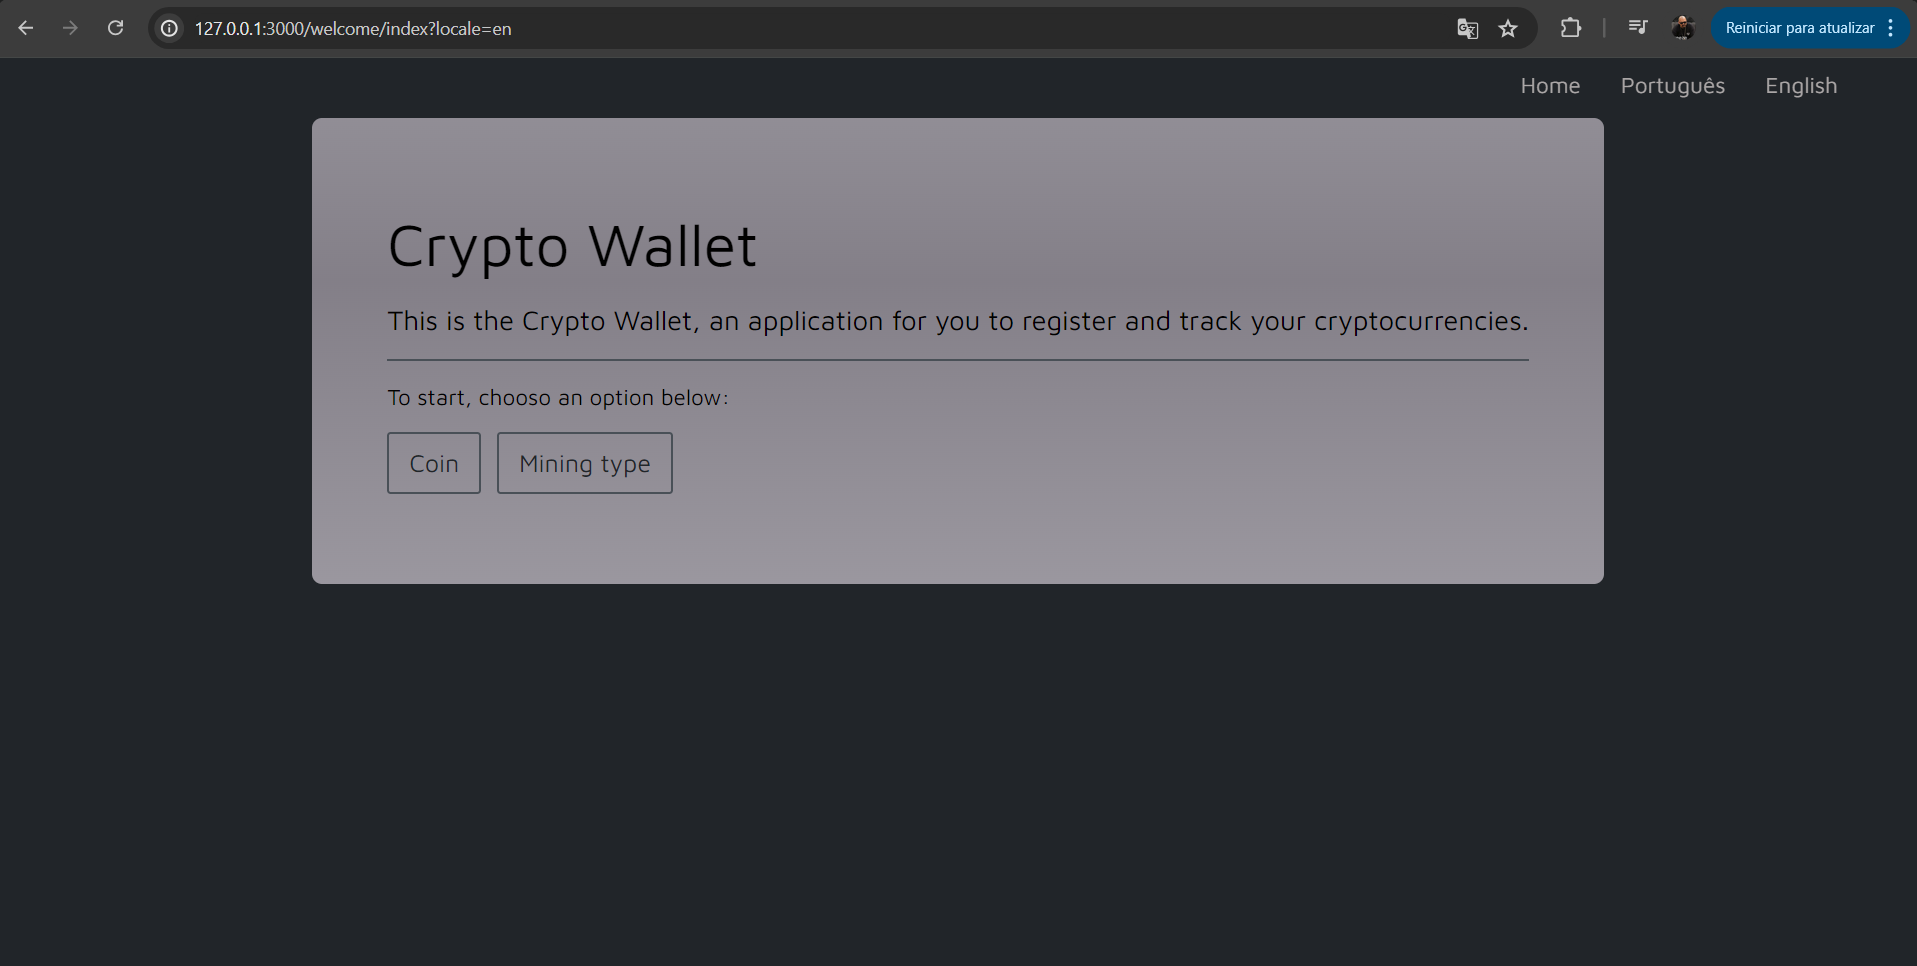 127.0.0.1:3000/welcome/index?locale=en
Reiniciar para atualizar
Home Português English
Crypto Wallet
This is the Crypto Wallet, an application for you to register and track your cryptocurrencies.
To start, chooso an option below:
Coin Mining type